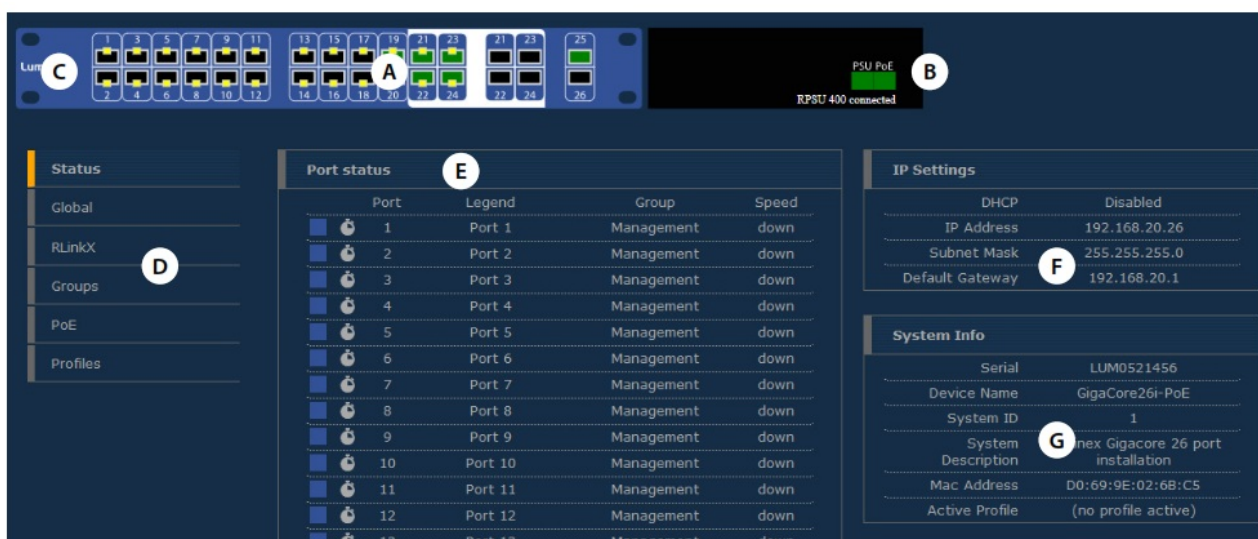 1 3 5 7 9 11 13 15 17 19 21 23 21 23 25
Lum C A PSU PoE B
2 4 6 8 10 12 14 16 18 20 22 24 22 24 26
RPSU 400 connected
Status
Global
RLinkX
D
Groups
PoE
Profiles
Port status E
Port Legend Group Speed
1 Port 1 Management down
2 Port 2 Management down
3 Port 3 Management down
4 Port 4 Management down
5 Port 5 Management down
6 Port 6 Management down
7 Port 7 Management down
8 Port 8 Management down
9 Port 9 Management down
10 Port 10 Management down
11 Port 11 Management down
12 Port 12 Management down
IP Settings
DHCP Disabled
IP Address 192.168.20.26
Subnet Mask 255.255.255.0
F
Default Gateway 192.168.20.1
System Info
Serial LUM0521456
Device Name GigaCore26i-PoE
System ID 1
System Description G nex Gigacore 26 port
installation
Mac Address D0:69:9E:02:6B:C5
Active Profile (no profile active)